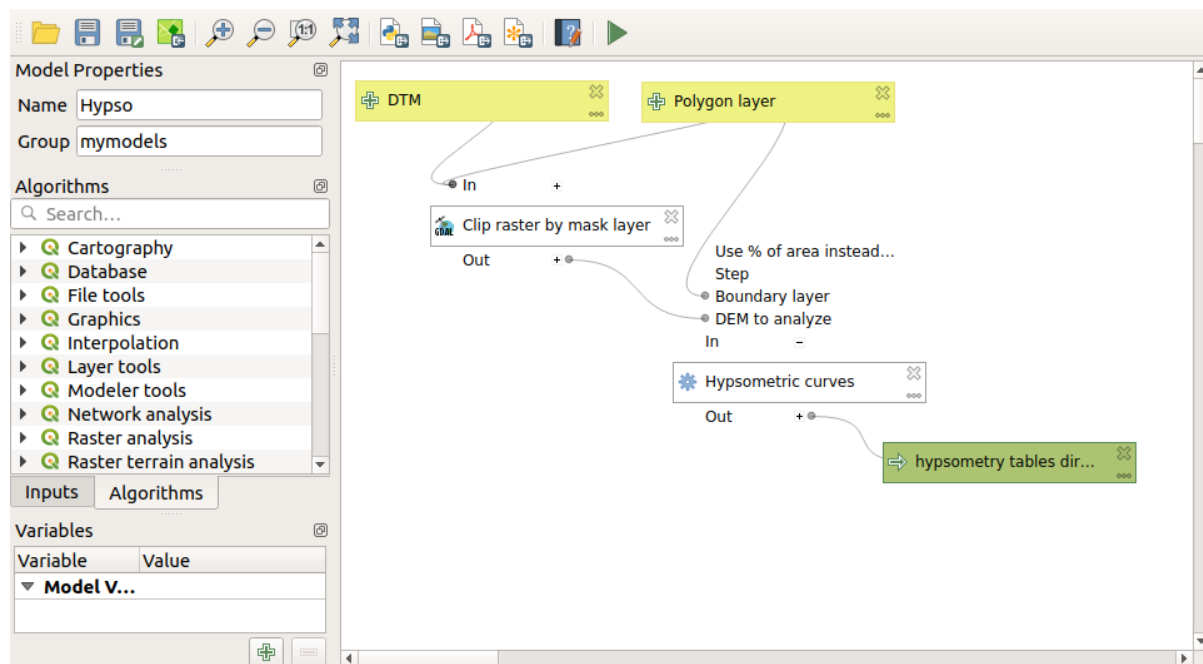 1:1
Model Properties
Name Hypso
Group mymodels
Algorithms
Search...
Cartography
Database
File tools
Graphics
Interpolation
Layer tools
Modeler tools
Network analysis
Raster analysis
Raster terrain analysis
Inputs Algorithms
Variables
Variable Value
Model V...
DTM
Polygon layer
In +
GDAL Clip raster by mask layer
Out +
Use % of area instead...
Step
Boundary layer
DEM to analyze
In -
Hypsometric curves
Out +
hypsometry tables dir...